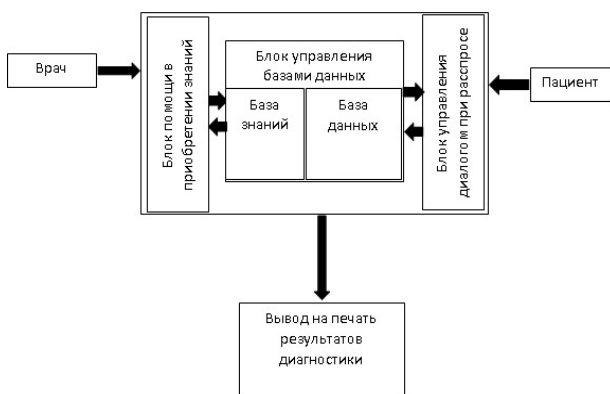 Врач
Блок помощи в
приобретении знаний
Блок управления
базами данных
База
знаний
База
данных
Блок управления
диалогом при расспросе
Пациент
Вывод на печать
результатов
диагностики